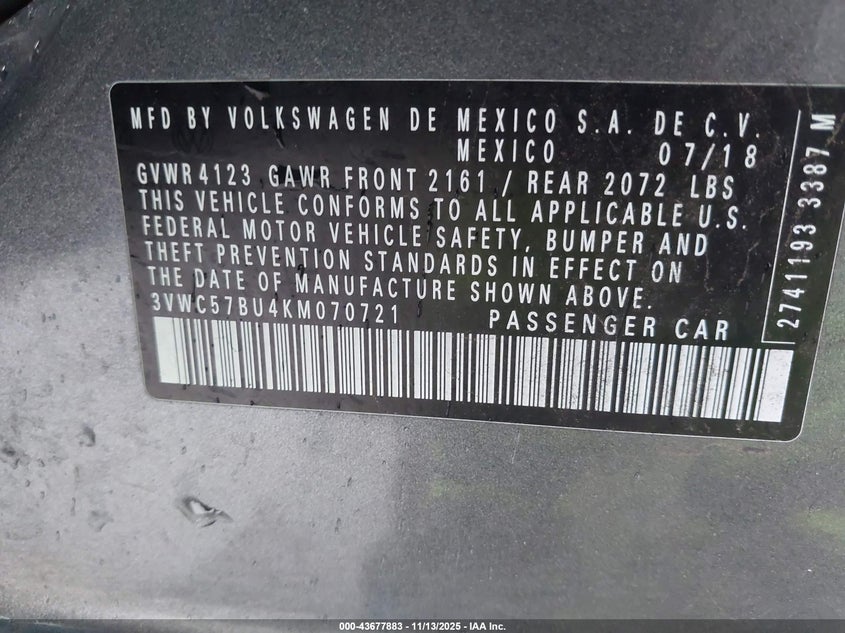 MFD BY VOLKSWAGEN DE MEXICO S.A. DE C.V.
MEXICO 07/18
GVWR 4123 GAWR FRONT 2161 / REAR 2072 LBS
THIS VEHICLE CONFORMS TO ALL APPLICABLE U.S.
FEDERAL MOTOR VEHICLE SAFETY, BUMPER AND
THEFT PREVENTION STANDARDS IN EFFECT ON
THE DATE OF MANUFACTURE SHOWN ABOVE.
3VWC57BU4KM070721 PASSENGER CAR
2741193 3387 M
000-43677883 - 11/13/2025 - IAA Inc.